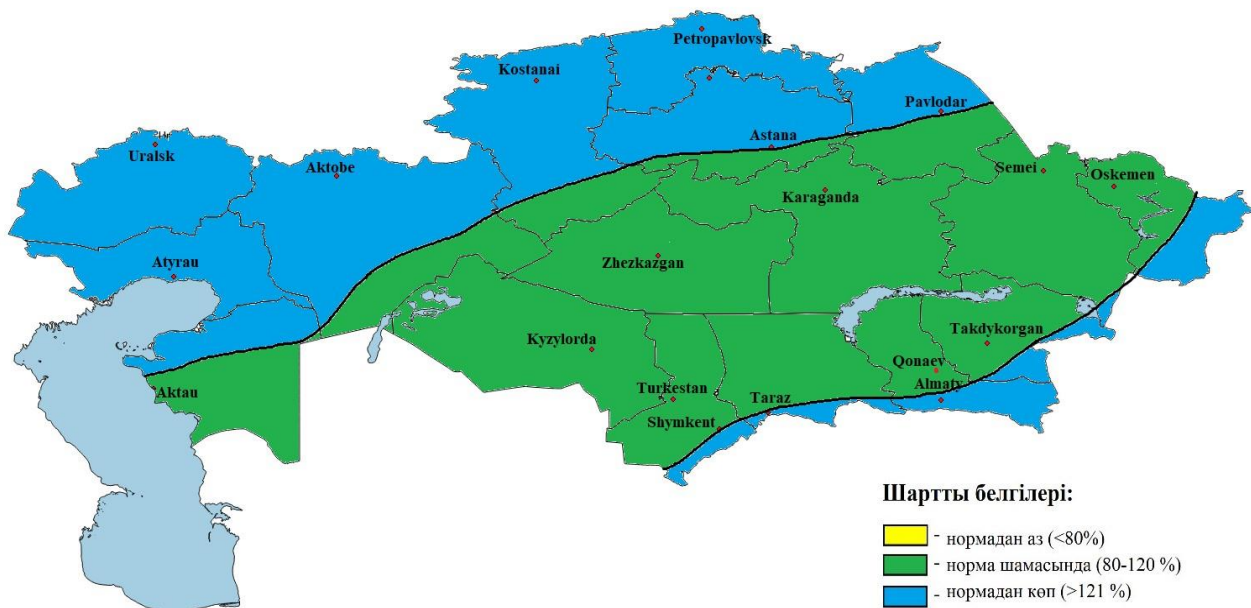 Petropavlovsk
Kostanai
Pavlodar
Astana
Uralsk
Aktobe
Semei
Oskemen
Karaganda
Atyrau
Zhezkazgan
Takdykorgan
Kyzylorda
Qonaev
Aktau
Turkestan
Almaty
Taraz
Shymkent
Шартты белгілері:
- нормадан аз (<80%)
- норма шамасында (80-120 %)
- нормадан көп (>121 %)